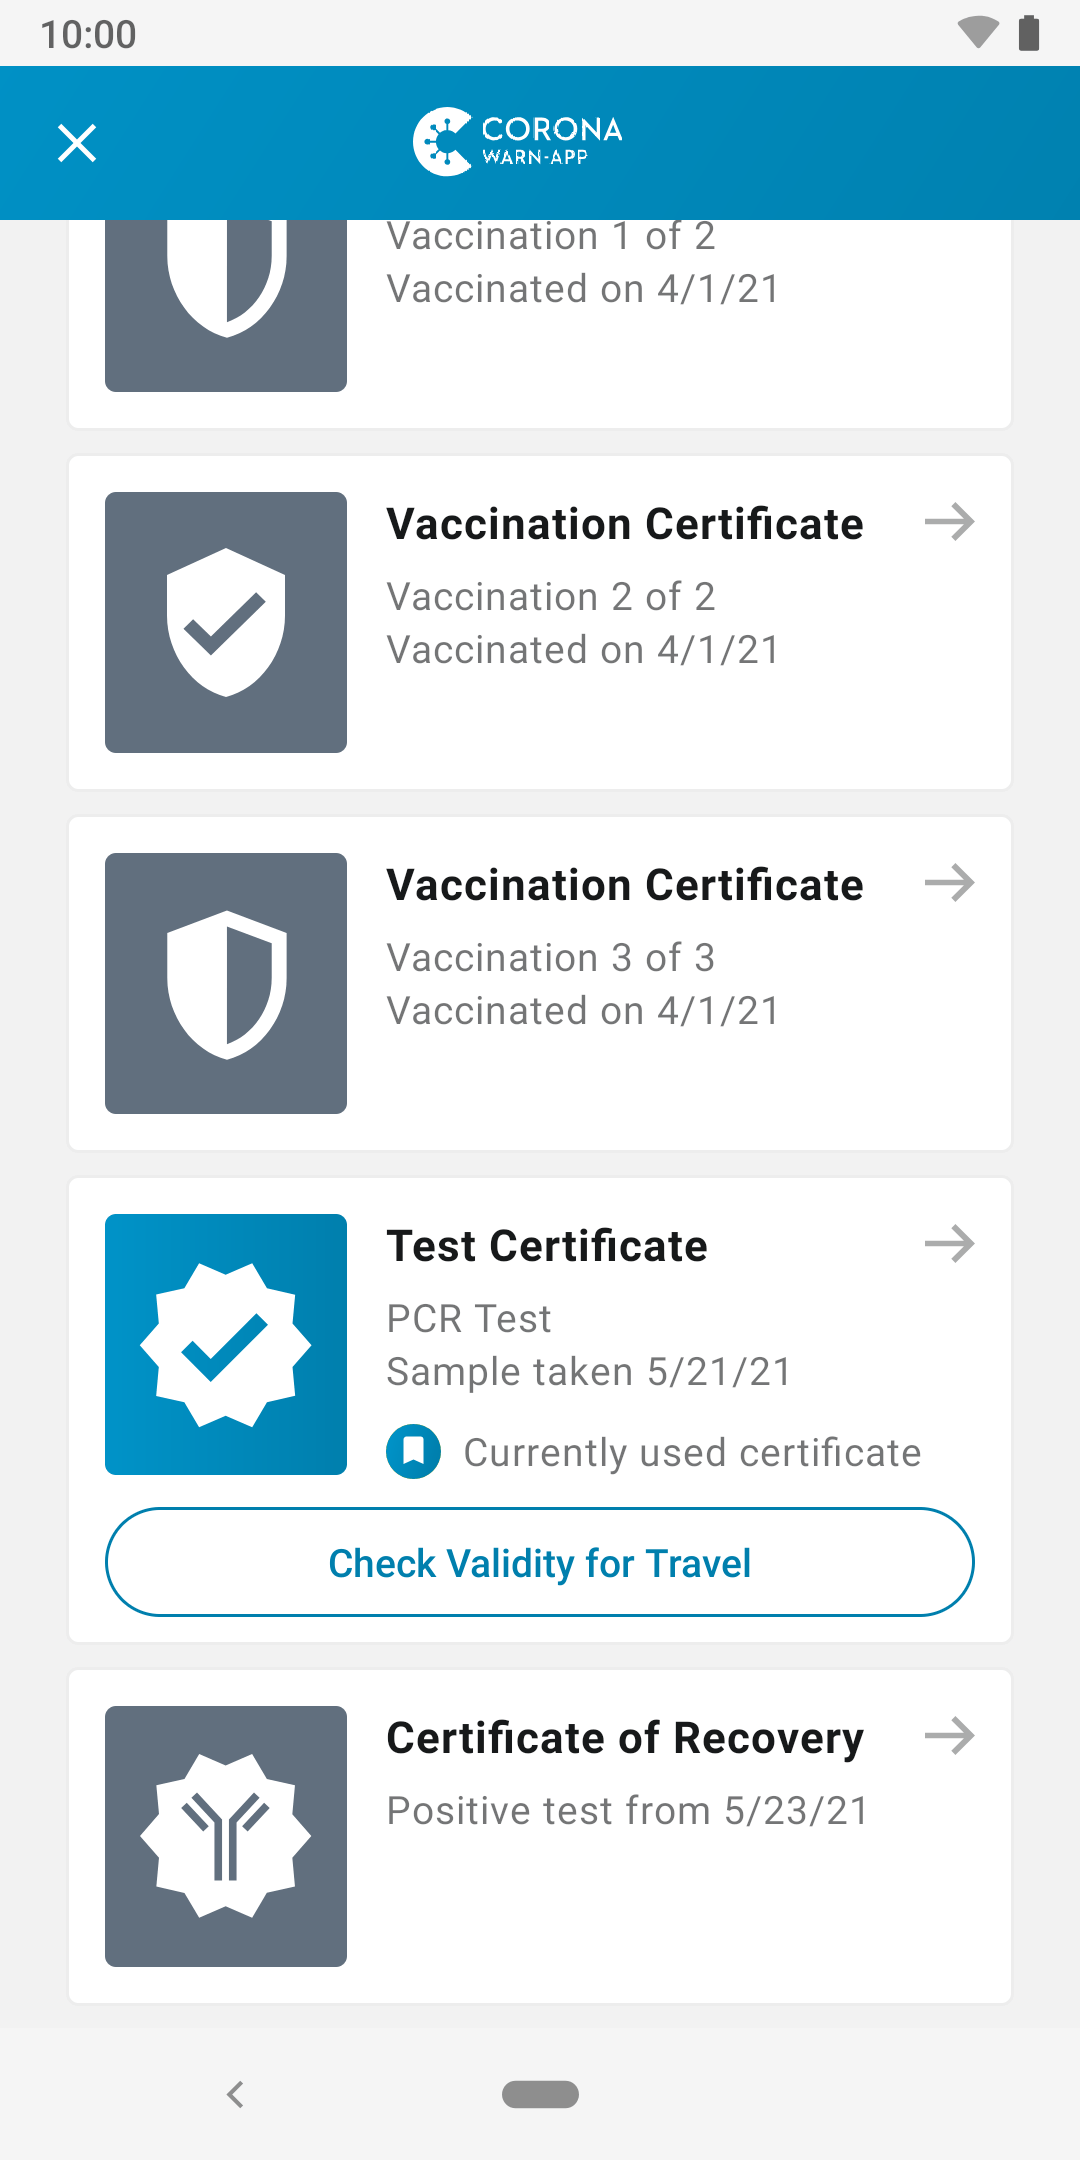 10:00
CORONA
WARN-APP
Vaccination 1 of 2
Vaccinated on 4/1/21
Vaccination Certificate
Vaccination 2 of 2
Vaccinated on 4/1/21
Vaccination Certificate
Vaccination 3 of 3
Vaccinated on 4/1/21
Test Certificate
PCR Test
Sample taken 5/21/21
Currently used certificate
Check Validity for Travel
Certificate of Recovery
Positive test from 5/23/21